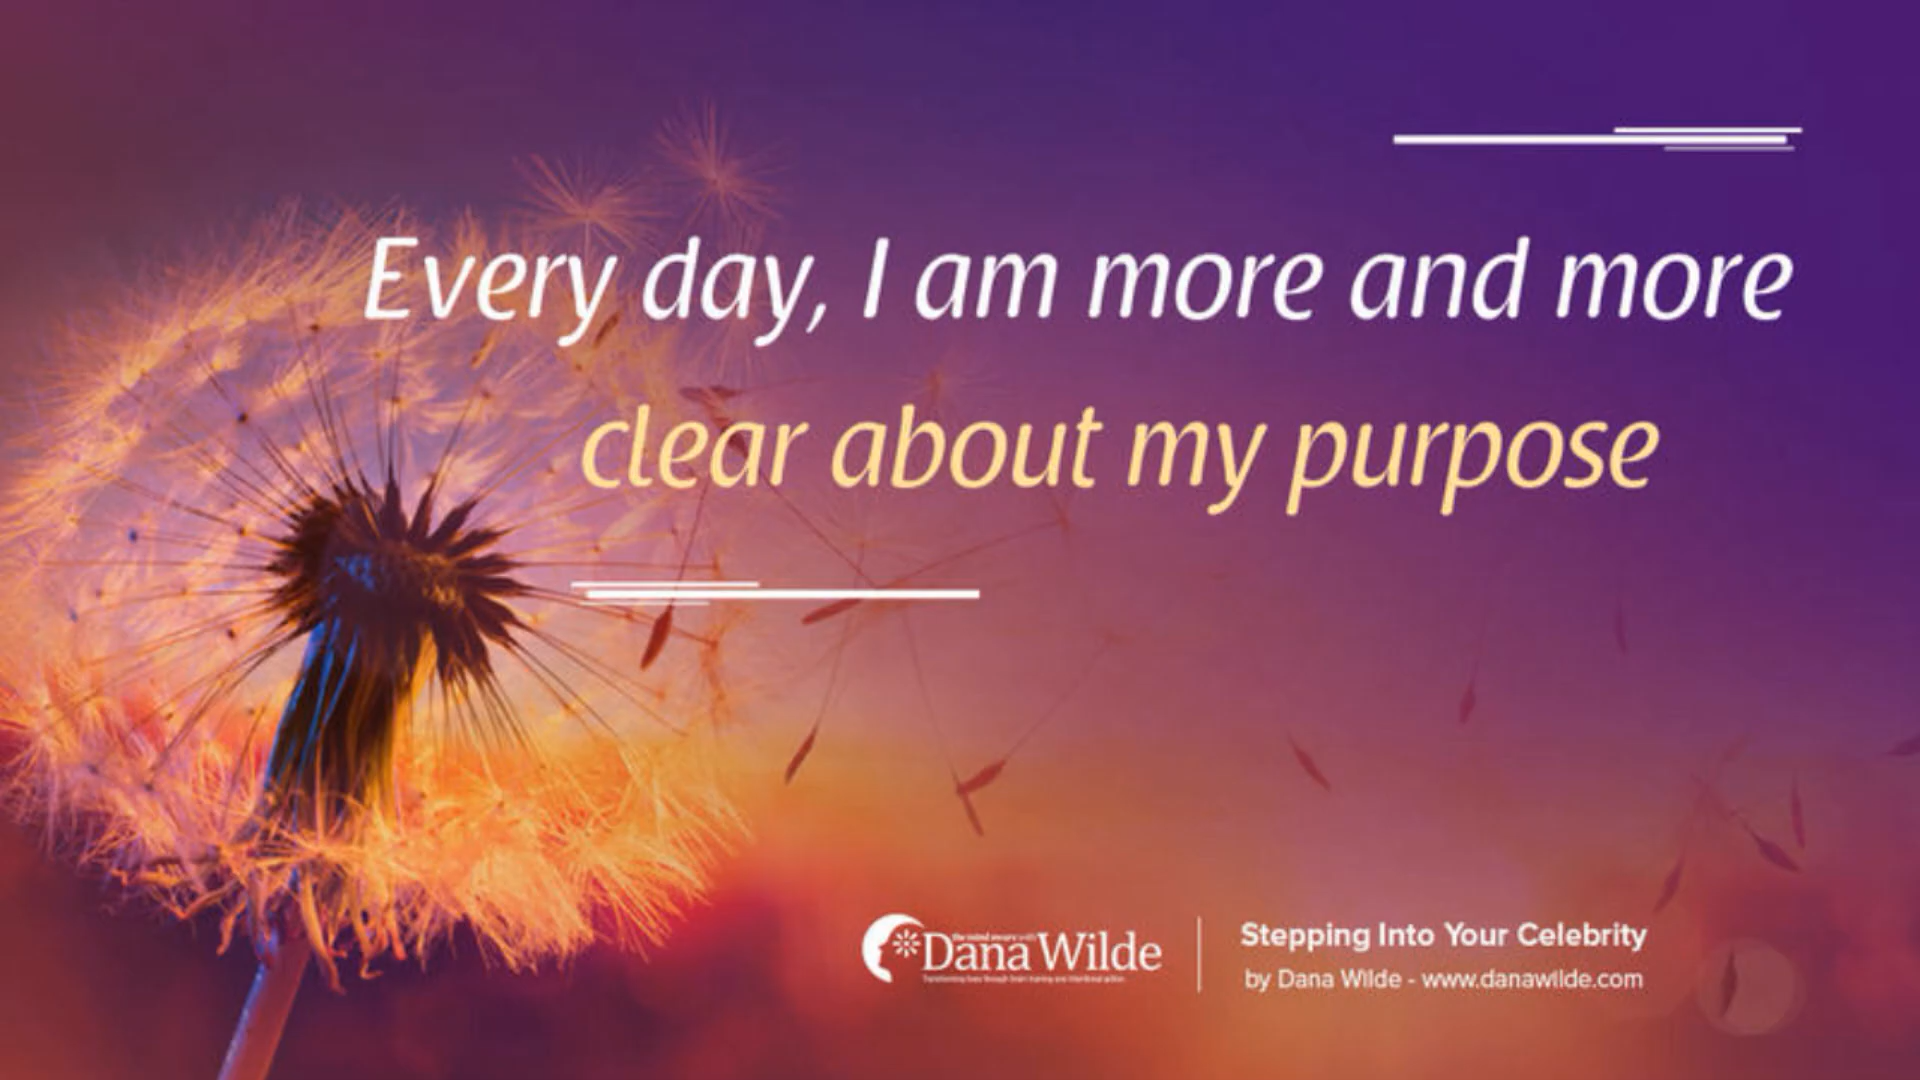 Every day, I am more and more
clear about my purpose
Dana Wilde
Stepping Into Your Celebrity
by Dana Wilde - www.danawilde.com